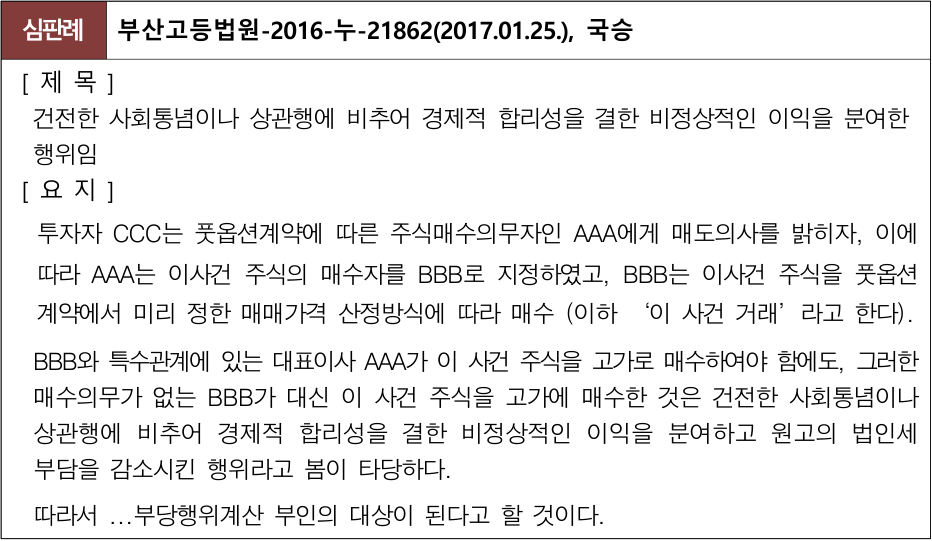 심판례 부산고등법원-2016-누-21862(2017.01.25.), 국승
[ 제 목 ]
건전한 사회통념이나 상관행에 비추어 경제적 합리성을 결한 비정상적인 이익을 분여한
행위임
[ 요 지 ]
투자자 CCC는 풋옵션계약에 따른 주식매수의무자인 AAA에게 매도의사를 밝히자, 이에
따라 AAA는 이사건 주식의 매수자를 BBB로 지정하였고, BBB는 이사건 주식을 풋옵션
계약에서 미리 정한 매매가격 산정방식에 따라 매수 (이하 ‘이 사건 거래’라고 한다).
BBB와 특수관계에 있는 대표이사 AAA가 이 사건 주식을 고가로 매수하여야 함에도, 그러한
매수의무가 없는 BBB가 대신 이 사건 주식을 고가에 매수한 것은 건전한 사회통념이나
상관행에 비추어 경제적 합리성을 결한 비정상적인 이익을 분여하고 원고의 법인세
부담을 감소시킨 행위라고 봄이 타당하다.
따라서 …부당행위계산 부인의 대상이 된다고 할 것이다.